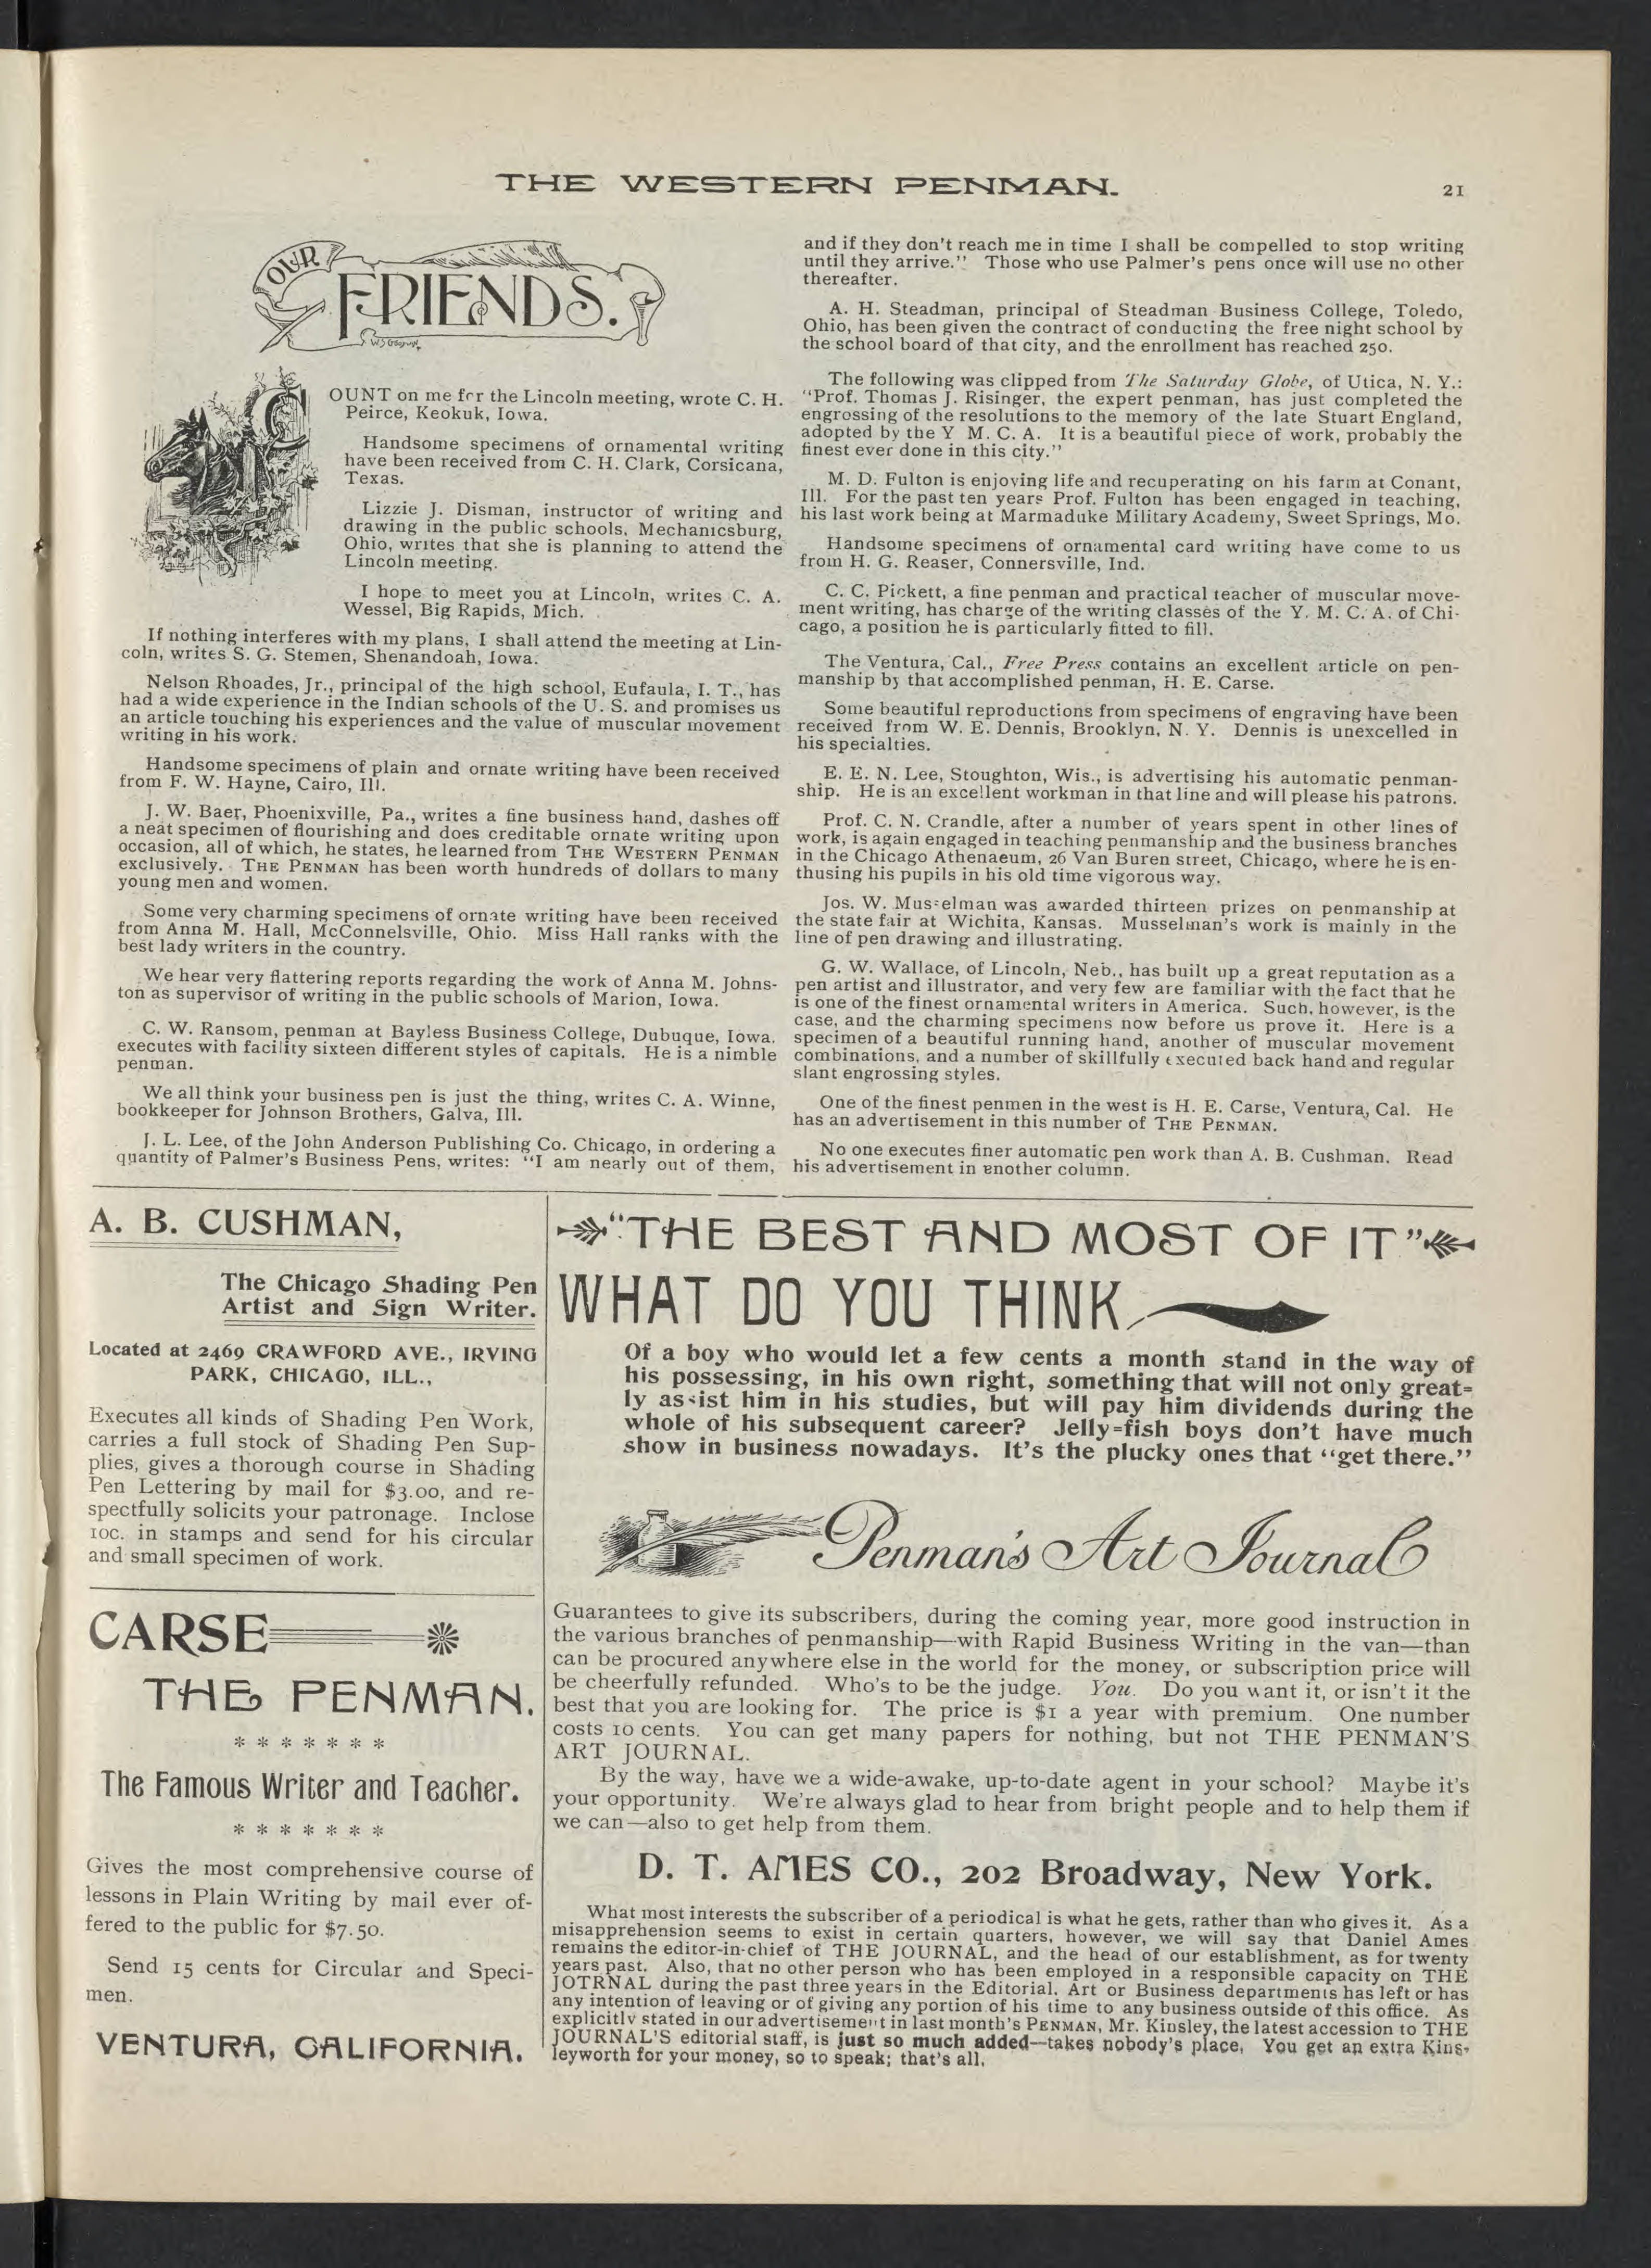 THE WESTERN PENMAN.
21
OUR
FRIENDS.
COUNT on me for the Lincoln meeting, wrote C. H.
Peirce, Keokuk, Iowa.
Handsome specimens of ornamental writing
have been received from C. H. Clark, Corsicana,
Texas.
Lizzie J. Disman, instructor of writing and
drawing in the public schools, Mechanicsburg,
Ohio, writes that she is planning to attend the
Lincoln meeting.
I hope to meet you at Lincoln, writes C. A.
Wessel, Big Rapids, Mich.
If nothing interferes with my plans, I shall attend the meeting at Lin-
coln, writes S. G. Stemen, Shenandoah, Iowa.
Nelson Rhoades, Jr., principal of the high school, Eufaula, I. T., has
had a wide experience in the Indian schools of the U. S. and promises us
an article touching his experiences and the value of muscular movement
writing in his work.
Handsome specimens of plain and ornate writing have been received
from F. W. Hayne, Cairo, Ill.
J. W. Baer, Phoenixville, Pa., writes a fine business hand, dashes off
a neat specimen of flourishing and does creditable ornate writing upon
occasion, all of which, he states, he learned from THE WESTERN PENMAN
exclusively. THE PENMAN has been worth hundreds of dollars to many
young men and women.
Some very charming specimens of ornate writing have been received
from Anna M. Hall, McConnelsville, Ohio. Miss Hall ranks with the
best lady writers in the country.
We hear very flattering reports regarding the work of Anna M. Johns-
ton as supervisor of writing in the public schools of Marion, Iowa.
C. W. Ransom, penman at Bayless Business College, Dubuque, Iowa,
executes with facility sixteen different styles of capitals. He is a nimble
penman.
We all think your business pen is just the thing, writes C. A. Winne,
bookkeeper for Johnson Brothers, Galva, Ill.
J. L. Lee, of the John Anderson Publishing Co. Chicago, in ordering a
quantity of Palmer's Business Pens, writes: "I am nearly out of them,
and if they don't reach me in time I shall be compelled to stop writing
until they arrive." Those who use Palmer's pens once will use no other
thereafter.
A. H. Steadman, principal of Steadman Business College, Toledo,
Ohio, has been given the contract of conducting the free night school by
the school board of that city, and the enrollment has reached 250.
The following was clipped from The Saturday Globe, of Utica, N. Y.:
"Prof. Thomas J. Risinger, the expert penman, has just completed the
engrossing of the resolutions to the memory of the late Stuart England,
adopted by the Y M. C. A. It is a beautiful piece of work, probably the
finest ever done in this city."
M. D. Fulton is enjoying life and recuperating on his farm at Conant,
Ill. For the past ten years Prof. Fulton has been engaged in teaching,
his last work being at Marmaduke Military Academy, Sweet Springs, Mo.
Handsome specimens of ornamental card writing have come to us
from H. G. Reaser, Connersville, Ind.
C. C. Pickett, a fine penman and practical teacher of muscular move-
ment writing, has charge of the writing classes of the Y. M. C. A. of Chi-
cago, a position he is particularly fitted to fill.
The Ventura, Cal., Free Press contains an excellent article on pen-
manship by that accomplished penman, H. E. Carse.
Some beautiful reproductions from specimens of engraving have been
received from W. E. Dennis, Brooklyn, N. Y. Dennis is unexcelled in
his specialties.
E. E. N. Lee, Stoughton, Wis., is advertising his automatic penman-
ship. He is an excellent workman in that line and will please his patrons.
Prof. C. N. Crandle, after a number of years spent in other lines of
work, is again engaged in teaching penmanship and the business branches
in the Chicago Athenaeum, 26 Van Buren street, Chicago, where he is en-
thusing his pupils in his old time vigorous way.
Jos. W. Musselman was awarded thirteen prizes on penmanship at
the state fair at Wichita, Kansas. Musselman's work is mainly in the
line of pen drawing and illustrating.
G. W. Wallace, of Lincoln, Neb., has built up a great reputation as a
pen artist and illustrator, and very few are familiar with the fact that he
is one of the finest ornamental writers in America. Such, however, is the
case, and the charming specimens now before us prove it. Here is a
specimen of a beautiful running hand, another of muscular movement
combinations, and a number of skillfully executed back hand and regular
slant engrossing styles.
One of the finest penmen in the west is H. E. Carse, Ventura, Cal. He
has an advertisement in this number of THE PENMAN.
No one executes finer automatic pen work than A. B. Cushman. Read
his advertisement in another column.
A. B. CUSHMAN,
The Chicago Shading Pen
Artist and Sign Writer.
Located at 2469 CRAWFORD AVE., IRVING
PARK, CHICAGO, ILL.,
Executes all kinds of Shading Pen Work,
carries a full stock of Shading Pen Sup-
plies, gives a thorough course in Shading
Pen Lettering by mail for $3.00, and re-
spectfully solicits your patronage. Inclose
10c. in stamps and send for his circular
and small specimen of work.
CARSE
THE PENMAN.
* * * * * * *
The Famous Writer and Teacher.
* * * * * * *
Gives the most comprehensive course of
lessons in Plain Writing by mail ever of-
fered to the public for $7.50.
Send 15 cents for Circular and Speci-
men.
VENTURA, CALIFORNIA.
"THE BEST AND MOST OF IT"
WHAT DO YOU THINK
Of a boy who would let a few cents a month stand in the way of
his possessing, in his own right, something that will not only great-
ly assist him in his studies, but will pay him dividends during the
whole of his subsequent career? Jelly-fish boys don't have much
show in business nowadays. It's the plucky ones that "get there."
Penman's Art Journal
Guarantees to give its subscribers, during the coming year, more good instruction in
the various branches of penmanship—with Rapid Business Writing in the van—than
can be procured anywhere else in the world for the money, or subscription price will
be cheerfully refunded. Who's to be the judge. You. Do you want it, or isn't it the
best that you are looking for. The price is $1 a year with premium. One number
costs 10 cents. You can get many papers for nothing, but not THE PENMAN'S
ART JOURNAL.
By the way, have we a wide-awake, up-to-date agent in your school? Maybe it's
your opportunity. We're always glad to hear from bright people and to help them if
we can—also to get help from them.
D. T. AMES CO., 202 Broadway, New York.
What most interests the subscriber of a periodical is what he gets, rather than who gives it. As a
misapprehension seems to exist in certain quarters, however, we will say that Daniel Ames
remains the editor-in-chief of THE JOURNAL, and the head of our establishment, as for twenty
years past. Also, that no other person who has been employed in a responsible capacity on THE
JOTRNAL during the past three years in the Editorial, Art or Business departments has left or has
any intention of leaving or of giving any portion of his time to any business outside of this office. As
explicitly stated in our advertisement in last month's PENMAN, Mr. Kinsley, the latest accession to THE
JOURNAL'S editorial staff, is just so much added—takes nobody's place. You get an extra Kins-
leyworth for your money, so to speak; that's all.